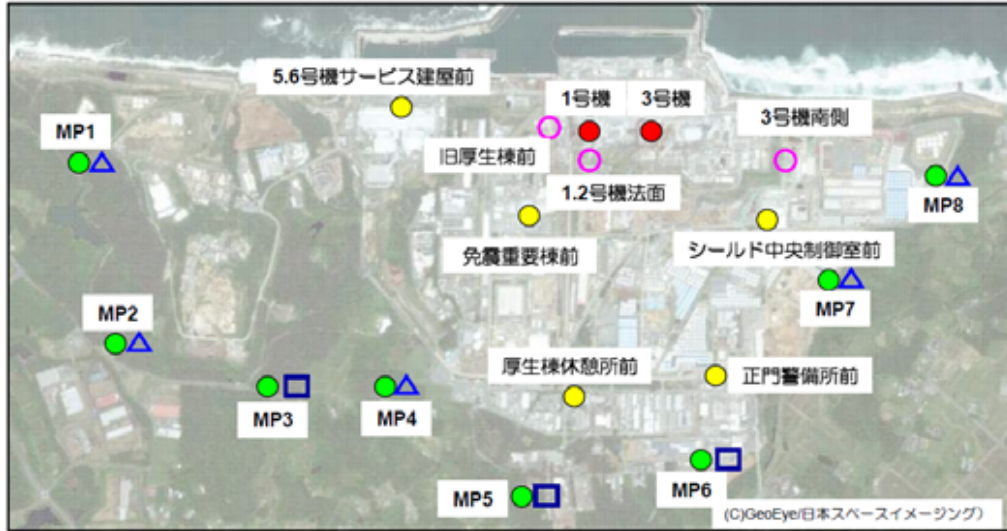 5.6号機サービス建屋前
1号機
3号機
3号機南側
MP1
旧厚生棟前
1.2号機法面
MP8
免震重要棟前
シールド中央制御室前
MP7
MP2
厚生棟休憩所前
正門警備所前
MP3
MP4
MP6
MP5
(C)GeoEye/日本スペースイメージング）